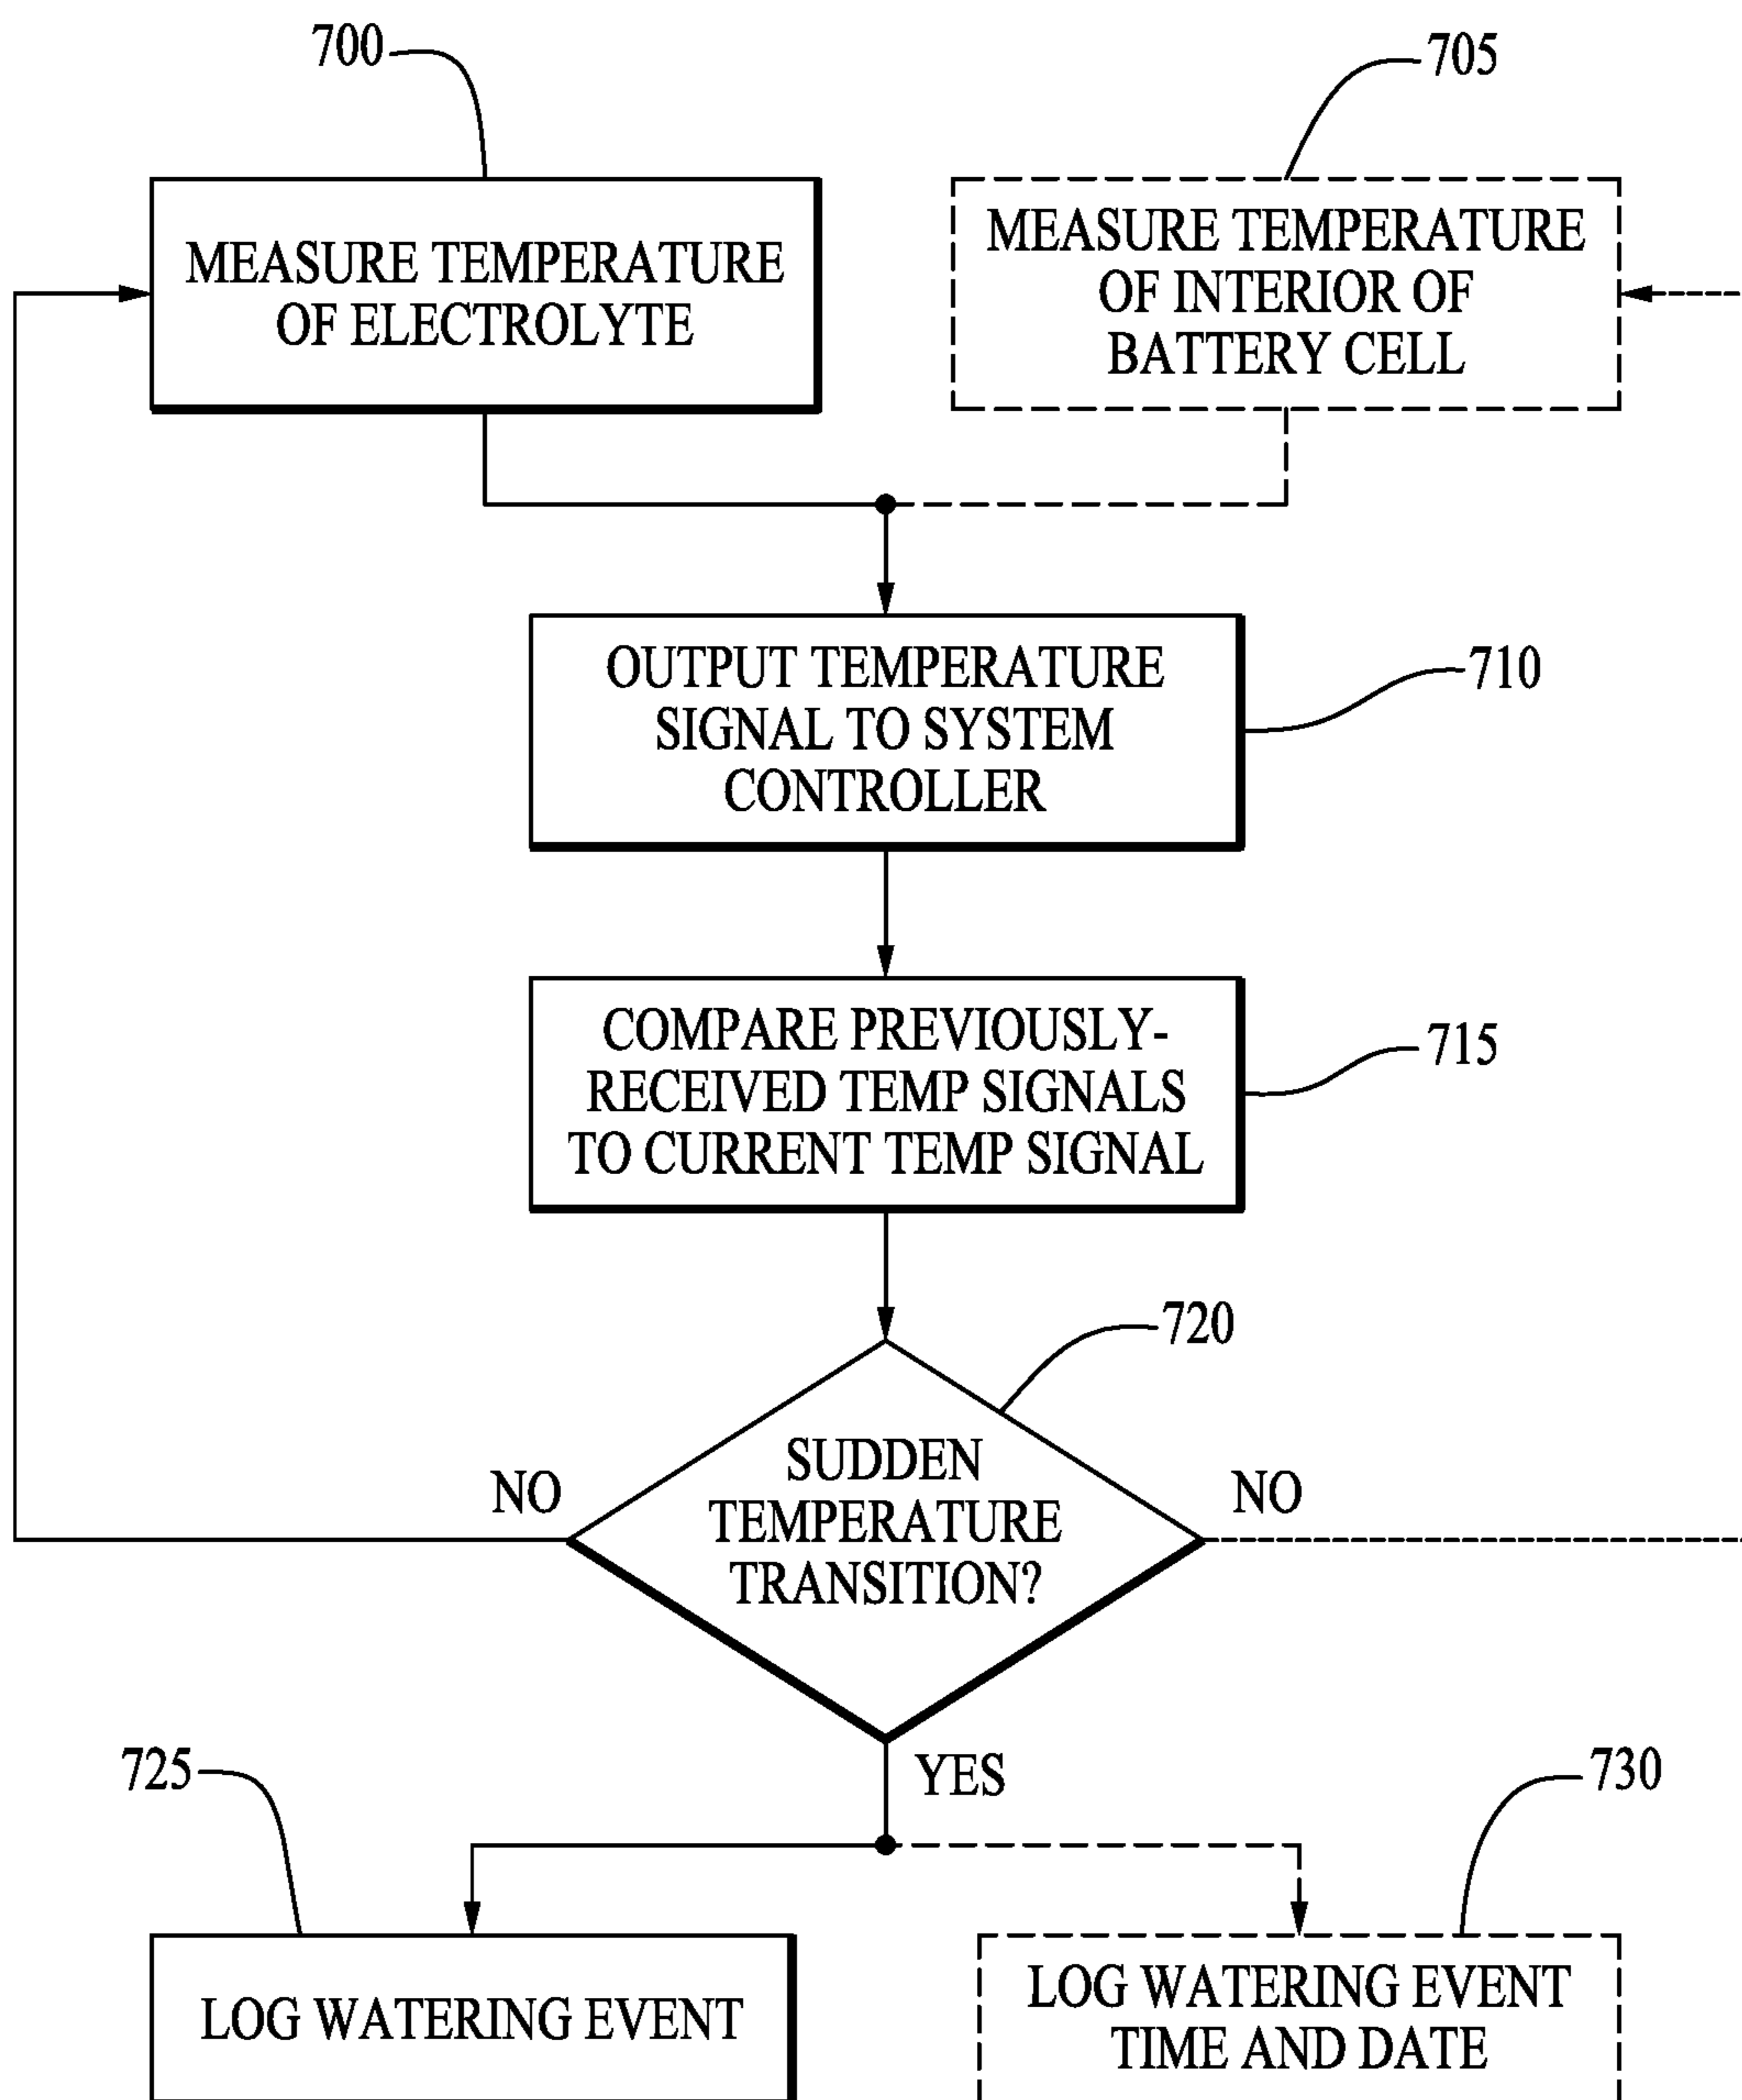 700
705
MEASURE TEMPERATURE
OF ELECTROLYTE
MEASURE TEMPERATURE
OF INTERIOR OF
BATTERY CELL
OUTPUT TEMPERATURE
SIGNAL TO SYSTEM
CONTROLLER
710
COMPARE PREVIOUSLY-
RECEIVED TEMP SIGNALS
TO CURRENT TEMP SIGNAL
715
720
SUDDEN
TEMPERATURE
TRANSITION?
NO
NO
YES
725
730
LOG WATERING EVENT
LOG WATERING EVENT
TIME AND DATE